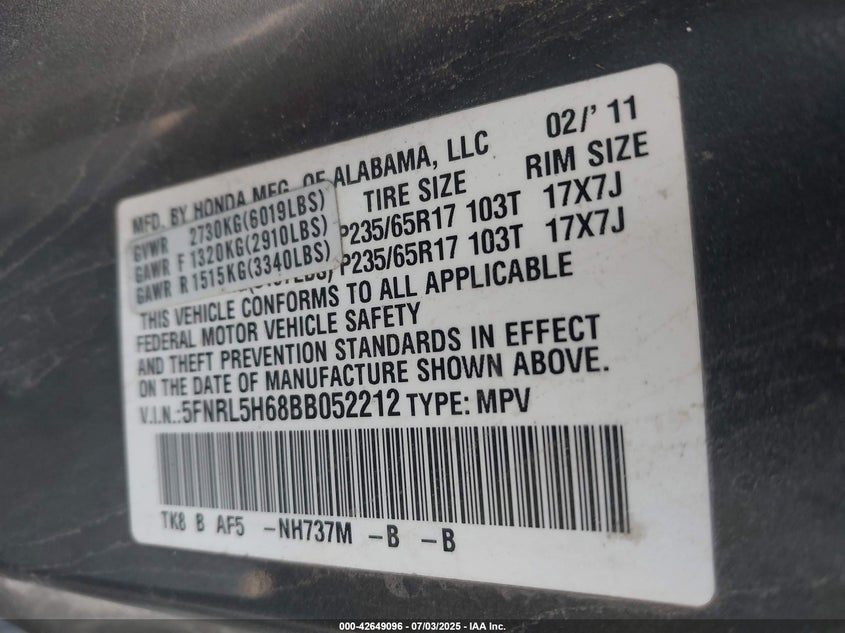 MFD. BY HONDA MFG. OF ALABAMA, LLC 02/' 11
TIRE SIZE RIM SIZE
GVWR 2730KG(6019LBS)
GAWR F 1320KG(2910LBS) P235/65R17 103T 17X7J
GAWR R 1515KG(3340LBS) P235/65R17 103T 17X7J
THIS VEHICLE CONFORMS TO ALL APPLICABLE
FEDERAL MOTOR VEHICLE SAFETY
AND THEFT PREVENTION STANDARDS IN EFFECT
ON THE DATE OF MANUFACTURE SHOWN ABOVE.
V.I.N.:5FNRL5H68BB052212 TYPE: MPV
TK8 B AF5 -NH737M -B -B
000-42649096 - 07/03/2025 - IAA Inc.